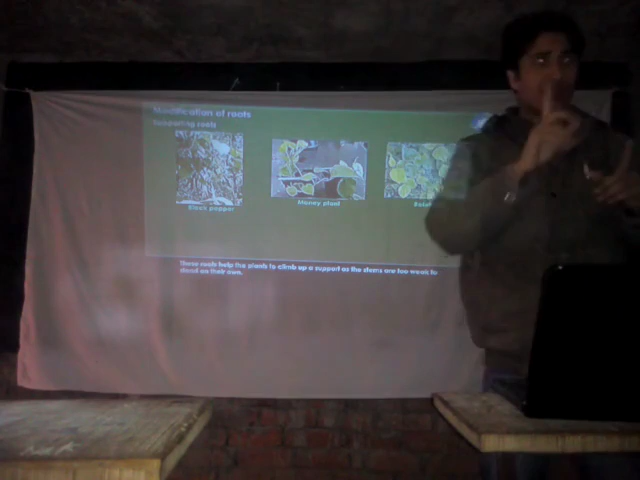 Modification of roots
Supporting roots
Black pepper
Money plant
These roots help the plants to climb up a support as the stems are too weak to
stand on their own.